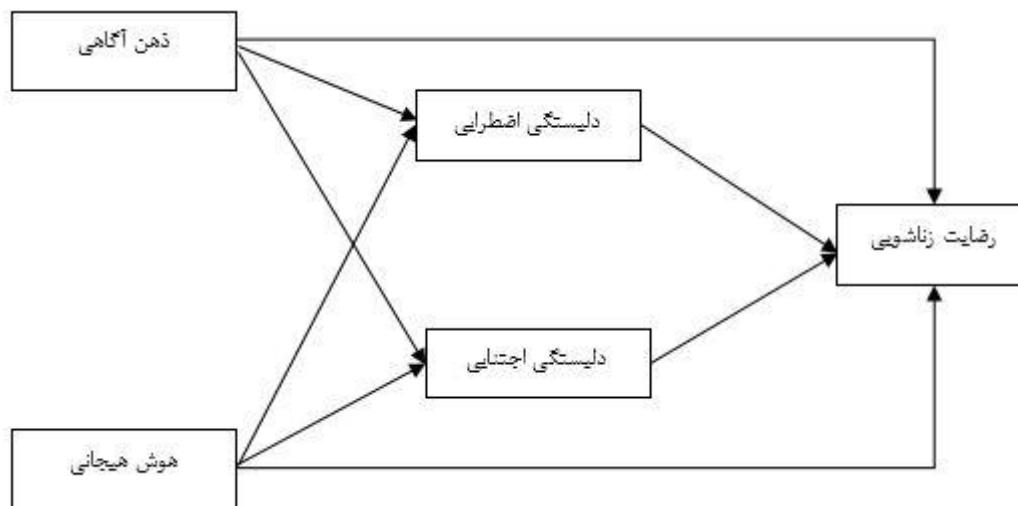 ذهن آگاهی
دلبستگی اضطرابی
رضایت زناشویی
دلبستگی اجتنابی
هوش هیجانی